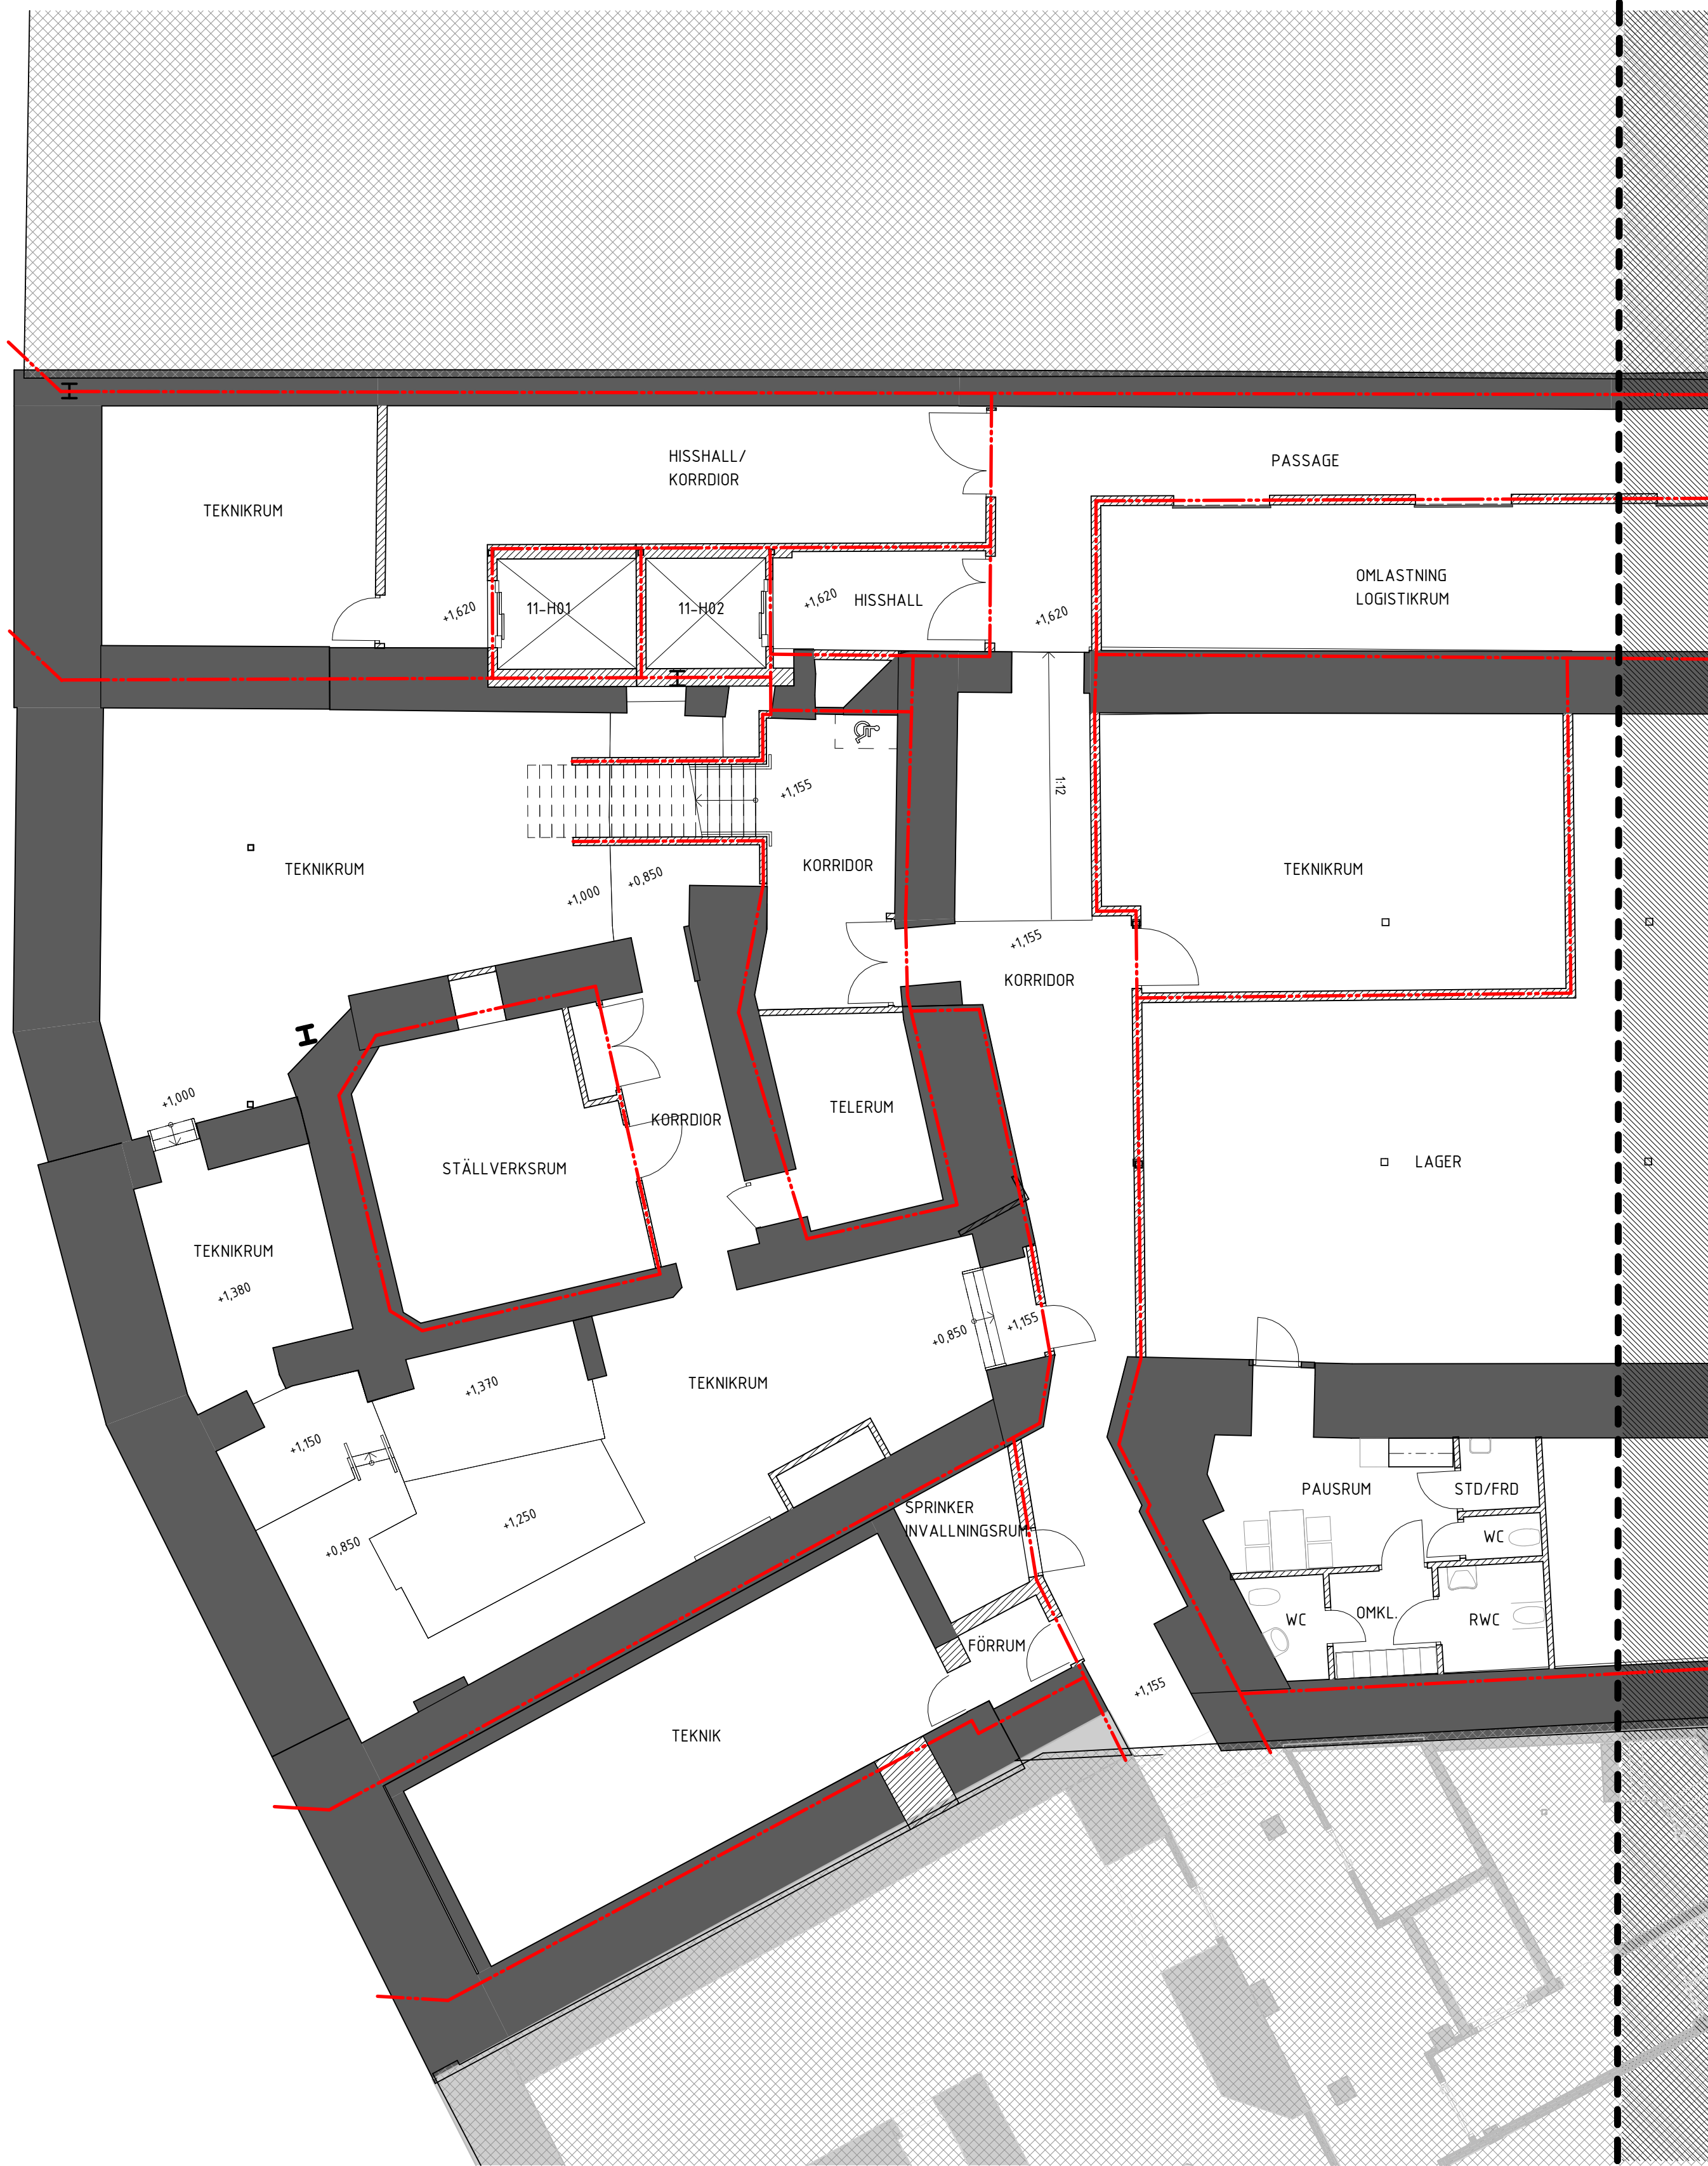 HISSHALL/
KORRDIOR
PASSAGE
TEKNIKRUM
OMLASTNING
LOGISTIKRUM
11-H01
11-H02
+1,620
+1,620
HISSHALL
+1,620
1:12
+1,155
TEKNIKRUM
KORRIDOR
TEKNIKRUM
+1,000
+0,850
+1,155
KORRIDOR
+1,000
TELERUM
KORRDIOR
STÄLLVERKSRUM
LAGER
TEKNIKRUM
+1,380
+0,850
+1,155
+1,370
TEKNIKRUM
+1,150
+1,250
+0,850
SPRINKER
INVALLNINGSRUM
PAUSRUM
STD/FRD
WC
WC
OMKL.
RWC
FÖRRUM
+1,155
TEKNIK